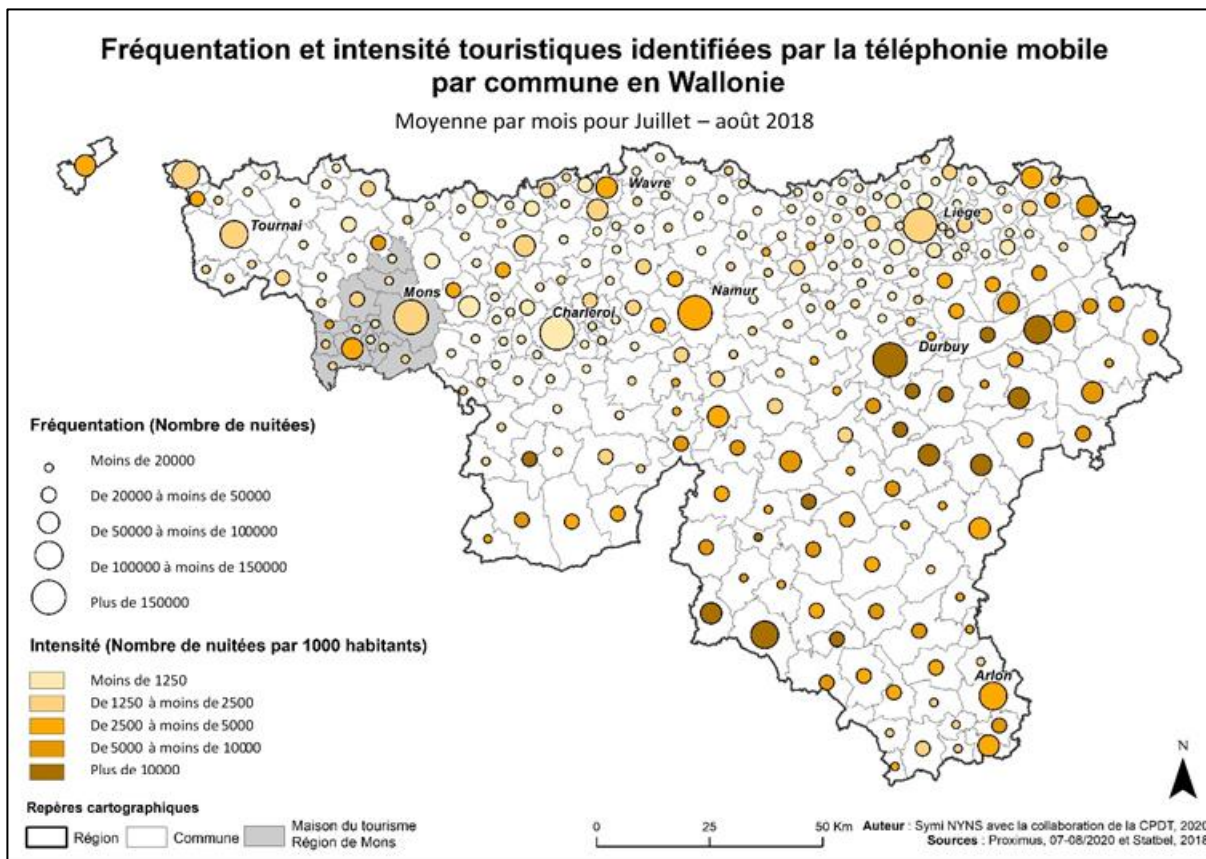 Fréquentation et intensité touristiques identifiées par la téléphonie mobile
par commune en Wallonie
Moyenne par mois pour Juillet – août 2018
Wavre
Tournai
Liège
Mons
Namur
Charleroi
Durbuy
Arlon
Fréquentation (Nombre de nuitées)
Moins de 20000
De 20000 à moins de 50000
De 50000 à moins de 100000
De 100000 à moins de 150000
Plus de 150000
Intensité (Nombre de nuitées par 1000 habitants)
Moins de 1250
De 1250 à moins de 2500
De 2500 à moins de 5000
De 5000 à moins de 10000
Plus de 10000
Repères cartographiques
Région
Commune
Maison du tourisme
Région de Mons
0 25 50 Km
N
Auteur : Symi NYNS avec la collaboration de la CPDT, 2020
Sources : Proximus, 07-08/2020 et Statbel, 2018